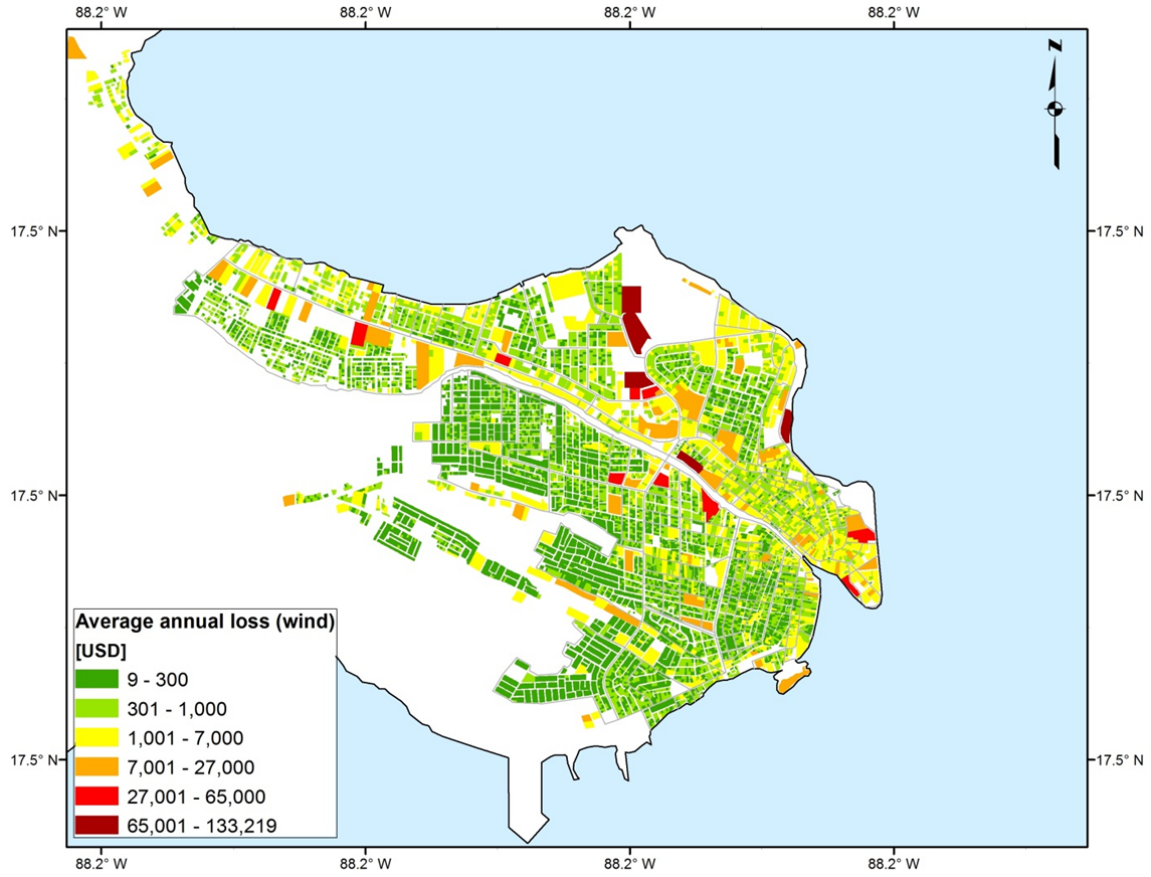 88.2° W 88.2° W 88.2° W 88.2° W
N
17.5° N 17.5° N
17.5° N 17.5° N
Average annual loss (wind)
[USD]
9 - 300
301 - 1,000
1,001 - 7,000
7,001 - 27,000
27,001 - 65,000
65,001 - 133,219
17.5° N 17.5° N
88.2° W 88.2° W 88.2° W 88.2° W